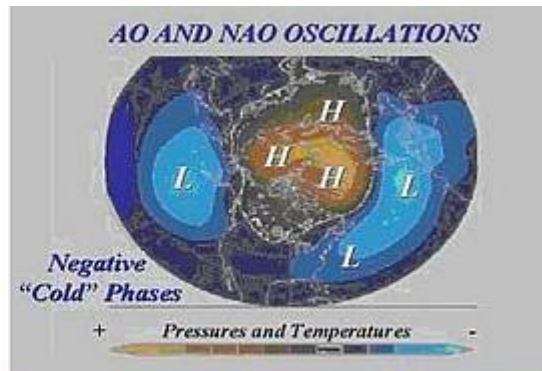 AO AND NAO OSCILLATIONS
H
H
H
L
L
L
Negative
“Cold” Phases
+ Pressures and Temperatures -